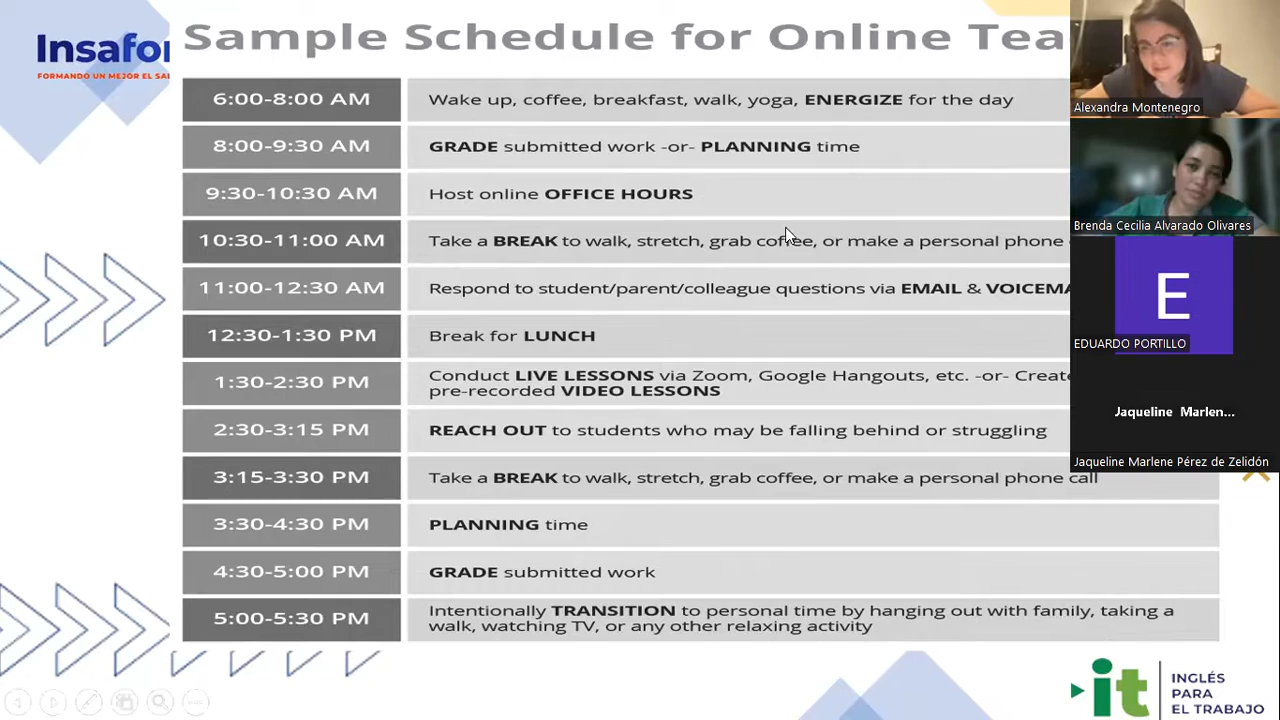 Insafor
FORMANDO UN MEJOR EL SA
Sample Schedule for Online Tea
6:00-8:00 AM Wake up, coffee, breakfast, walk, yoga, ENERGIZE for the day
8:00-9:30 AM GRADE submitted work -or- PLANNING time
9:30-10:30 AM Host online OFFICE HOURS
10:30-11:00 AM Take a BREAK to walk, stretch, grab coffee, or make a personal phone
11:00-12:30 AM Respond to student/parent/colleague questions via EMAIL & VOICEMA
12:30-1:30 PM Break for LUNCH
1:30-2:30 PM Conduct LIVE LESSONS via Zoom, Google Hangouts, etc. -or- Create
pre-recorded VIDEO LESSONS
2:30-3:15 PM REACH OUT to students who may be falling behind or struggling
3:15-3:30 PM Take a BREAK to walk, stretch, grab coffee, or make a personal phone call
3:30-4:30 PM PLANNING time
4:30-5:00 PM GRADE submitted work
5:00-5:30 PM Intentionally TRANSITION to personal time by hanging out with family, taking a
walk, watching TV, or any other relaxing activity
Alexandra Montenegro
Brenda Cecilia Alvarado Olivares
E
EDUARDO PORTILLO
Jaqueline Marlen...
Jaqueline Marlene Pérez de Zelidón
it
INGLÉS
PARA
EL TRABAJO